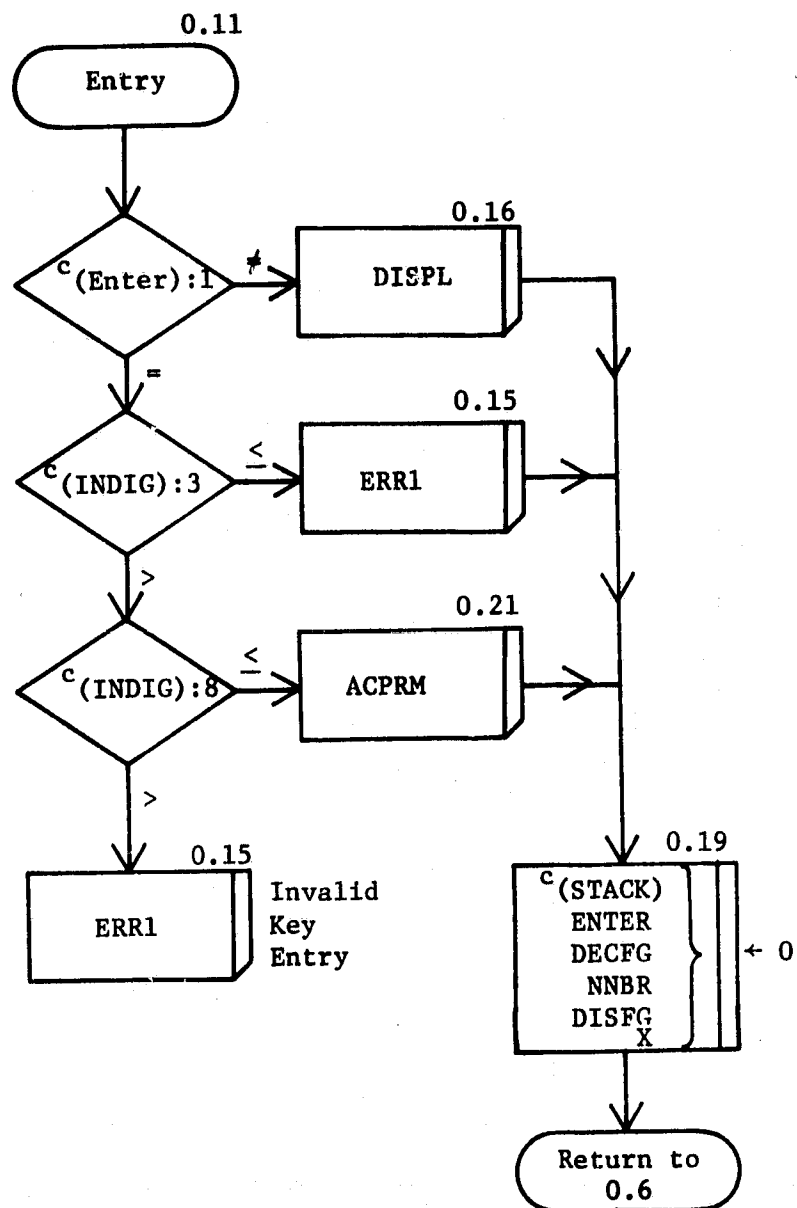 0.11
Entry
0.16
c(Enter):1
≠
DISPL
=
0.15
c(INDIG):3
≤
ERR1
>
0.21
c(INDIG):8
≤
ACPRM
>
0.15
ERR1
Invalid
Key
Entry
0.19
c(STACK)
ENTER
DECFG
NNBR
DISFG
X
← 0
Return to
0.6